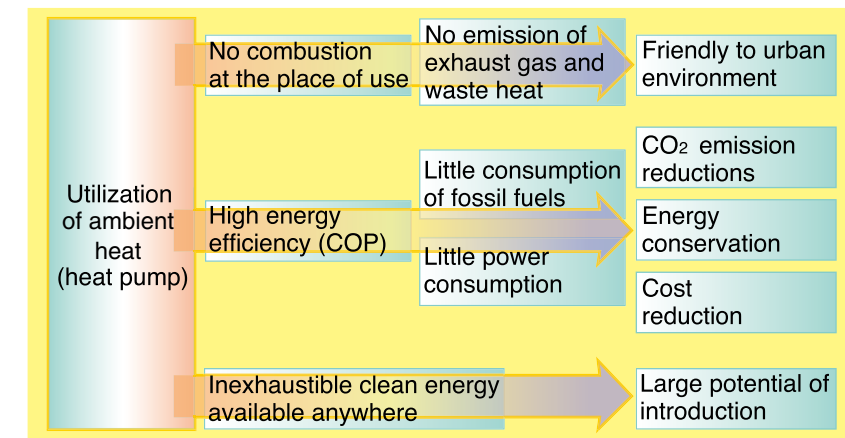 Utilization
of ambient
heat
(heat pump)
No combustion
at the place of use
No emission of
exhaust gas and
waste heat
Friendly to urban
environment
High energy
efficiency (COP)
Little consumption
of fossil fuels
Little power
consumption
CO₂ emission
reductions
Energy
conservation
Cost
reduction
Inexhaustible clean energy
available anywhere
Large potential of
introduction